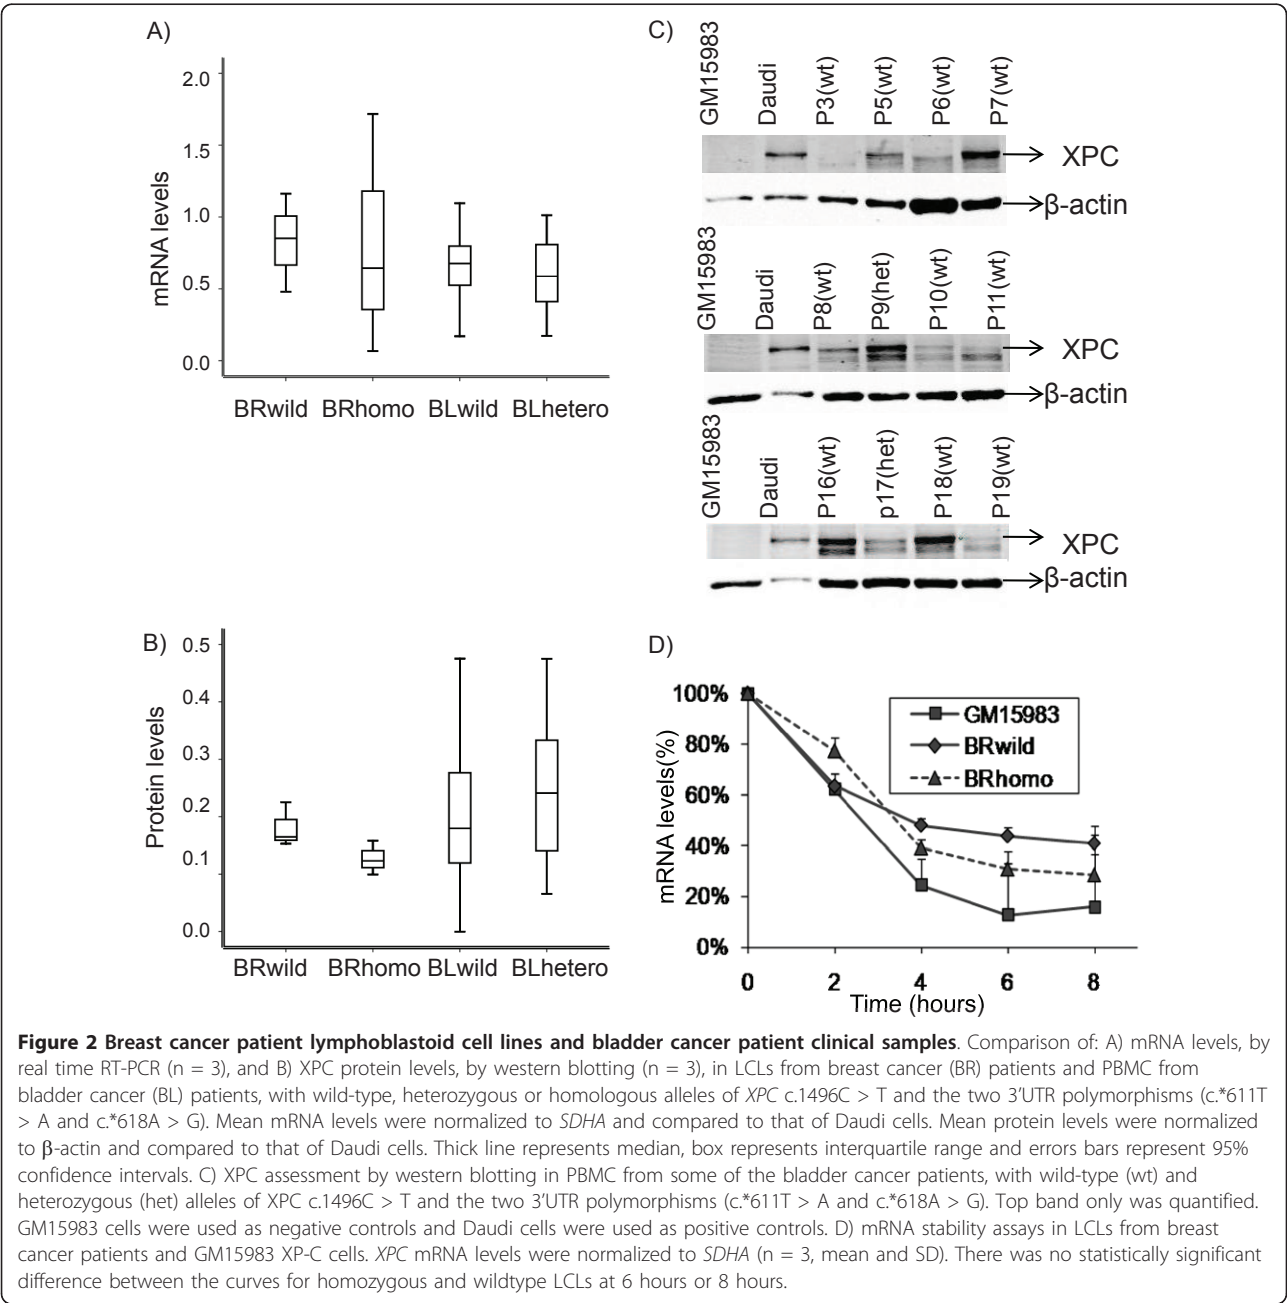 A)
2.0
1.5
1.0
0.5
0.0
mRNA levels
BRwild BRhomo BLwild BLhetero
B)
0.5
0.4
0.3
0.2
0.1
0.0
Protein levels
BRwild BRhomo BLwild BLhetero
C)
GM15983 Daudi P3(wt) P5(wt) P6(wt) P7(wt)
XPC
β-actin
GM15983 Daudi P8(wt) P9(het) P10(wt) P11(wt)
XPC
β-actin
GM15983 Daudi P16(wt) p17(het) P18(wt) P19(wt)
XPC
β-actin
D)
100%
80%
60%
40%
20%
0%
mRNA levels(%)
GM15983
BRwild
BRhomo
0 2 4 6 8
Time (hours)
Figure 2 Breast cancer patient lymphoblastoid cell lines and bladder cancer patient clinical samples. Comparison of: A) mRNA levels, by
real time RT-PCR (n = 3), and B) XPC protein levels, by western blotting (n = 3), in LCLs from breast cancer (BR) patients and PBMC from
bladder cancer (BL) patients, with wild-type, heterozygous or homologous alleles of XPC c.1496C > T and the two 3’UTR polymorphisms (c.*611T
> A and c.*618A > G). Mean mRNA levels were normalized to SDHA and compared to that of Daudi cells. Mean protein levels were normalized
to β-actin and compared to that of Daudi cells. Thick line represents median, box represents interquartile range and errors bars represent 95%
confidence intervals. C) XPC assessment by western blotting in PBMC from some of the bladder cancer patients, with wild-type (wt) and
heterozygous (het) alleles of XPC c.1496C > T and the two 3’UTR polymorphisms (c.*611T > A and c.*618A > G). Top band only was quantified.
GM15983 cells were used as negative controls and Daudi cells were used as positive controls. D) mRNA stability assays in LCLs from breast
cancer patients and GM15983 XP-C cells. XPC mRNA levels were normalized to SDHA (n = 3, mean and SD). There was no statistically significant
difference between the curves for homozygous and wildtype LCLs at 6 hours or 8 hours.